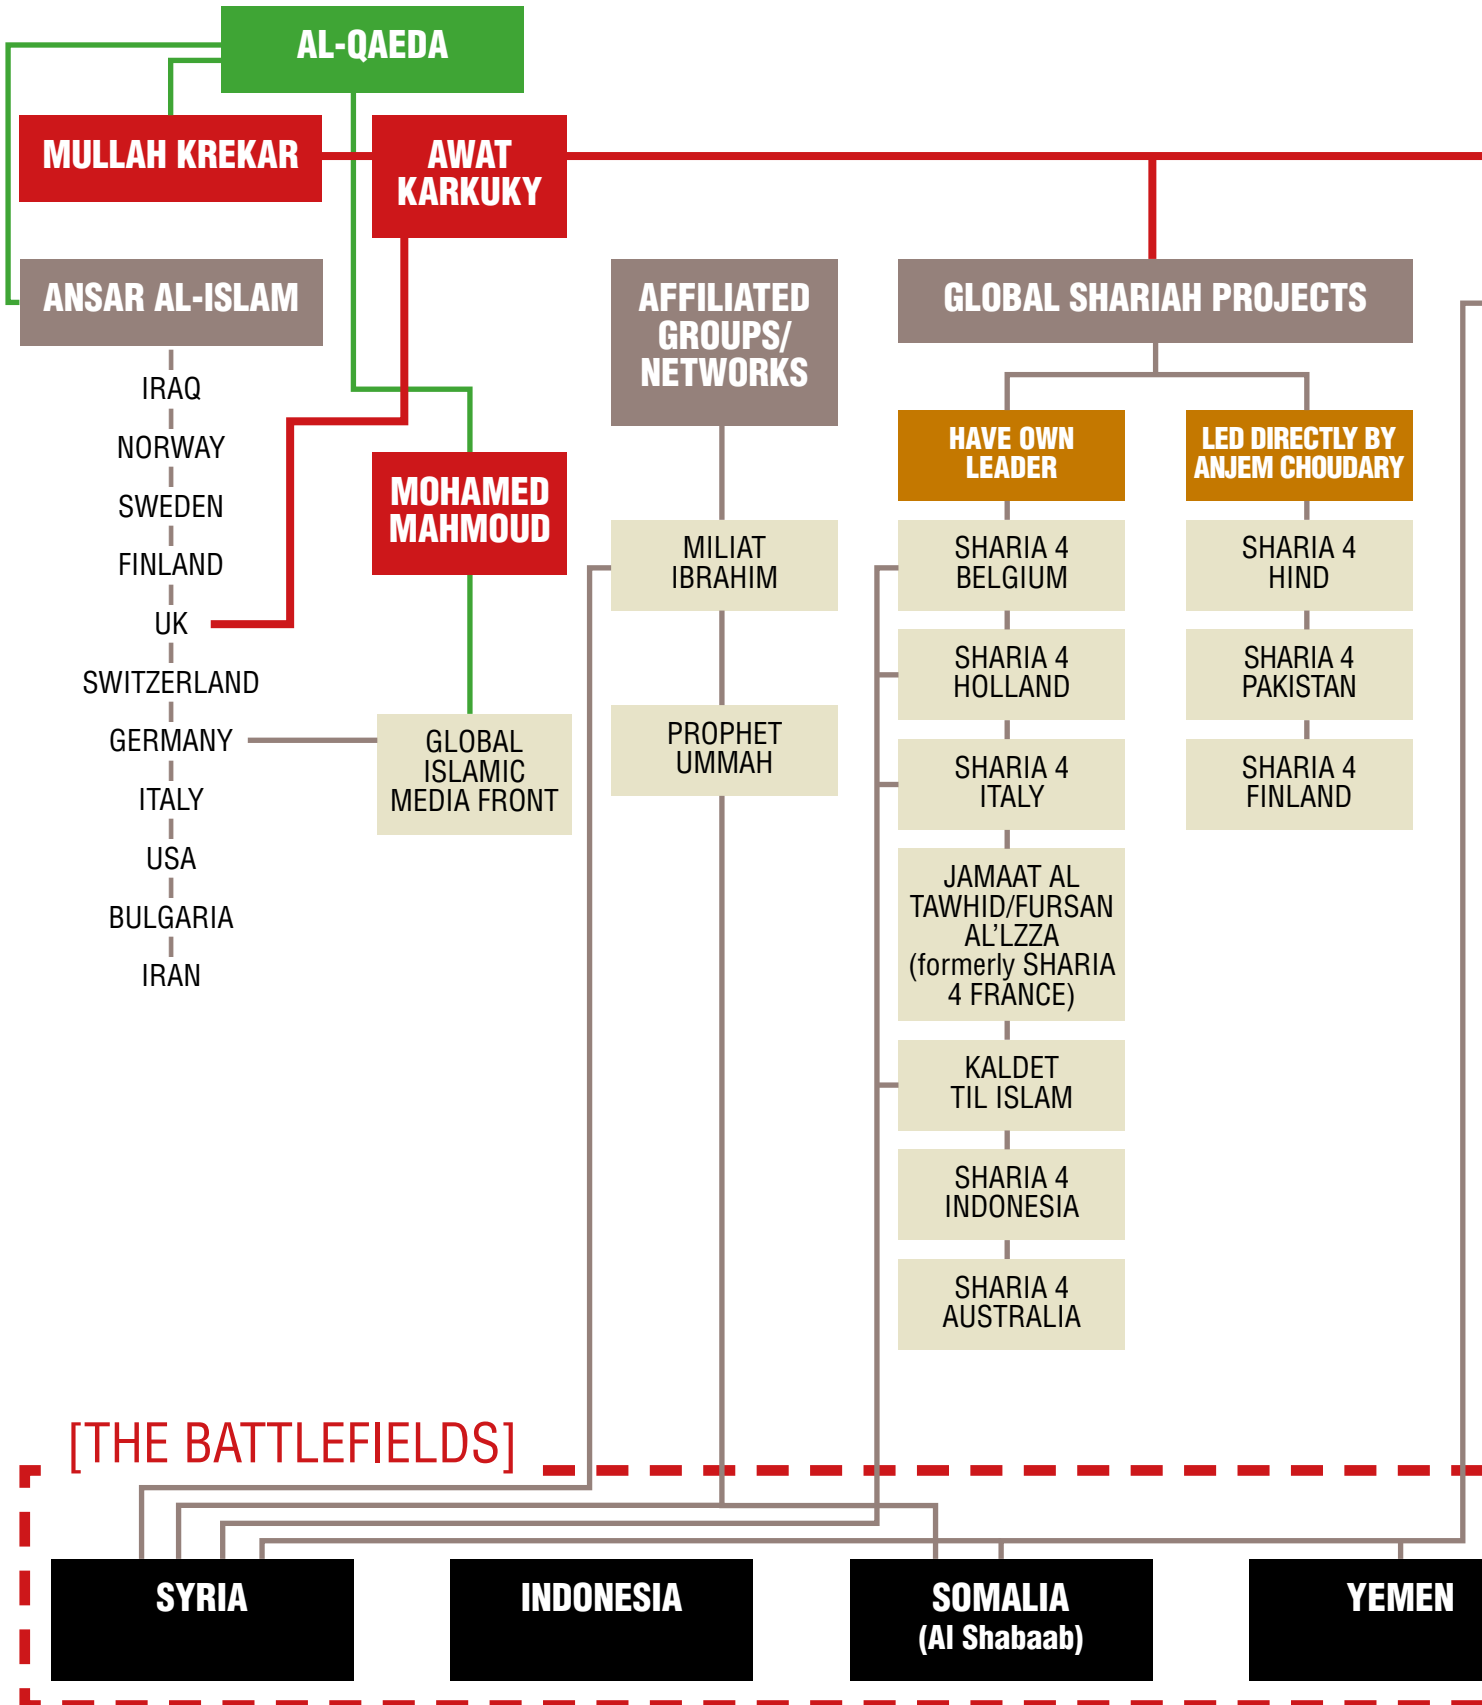 AL-QAEDA
MULLAH KREKAR
AWAT
KARKUKY
ANSAR AL-ISLAM
IRAQ
NORWAY
SWEDEN
FINLAND
UK
SWITZERLAND
GERMANY
ITALY
USA
BULGARIA
IRAN
MOHAMED
MAHMOUD
GLOBAL
ISLAMIC
MEDIA FRONT
AFFILIATED
GROUPS/
NETWORKS
MILIAT
IBRAHIM
PROPHET
UMMAH
GLOBAL SHARIAH PROJECTS
HAVE OWN
LEADER
SHARIA 4
BELGIUM
SHARIA 4
HOLLAND
SHARIA 4
ITALY
JAMAAT AL
TAWHID/FURSAN
AL'LZZA
(formerly SHARIA
4 FRANCE)
KALDET
TIL ISLAM
SHARIA 4
INDONESIA
SHARIA 4
AUSTRALIA
LED DIRECTLY BY
ANJEM CHOUDARY
SHARIA 4
HIND
SHARIA 4
PAKISTAN
SHARIA 4
FINLAND
[THE BATTLEFIELDS]
SYRIA
INDONESIA
SOMALIA
(Al Shabaab)
YEMEN